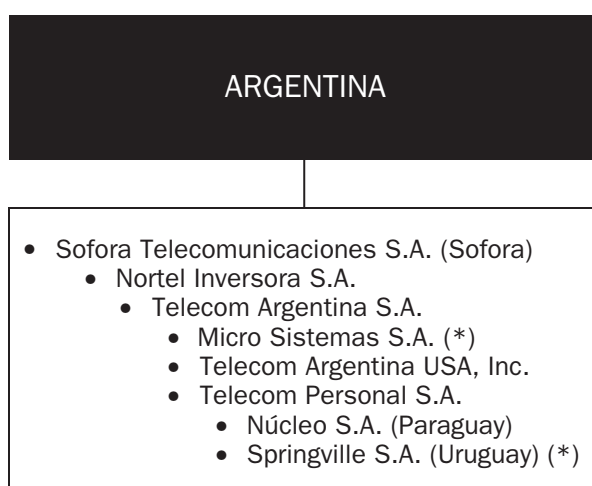 ARGENTINA
• Sofora Telecomunicaciones S.A. (Sofora)
• Nortel Inversora S.A.
• Telecom Argentina S.A.
• Micro Sistemas S.A. (*)
• Telecom Argentina USA, Inc.
• Telecom Personal S.A.
• Núcleo S.A. (Paraguay)
• Springville S.A. (Uruguay) (*)